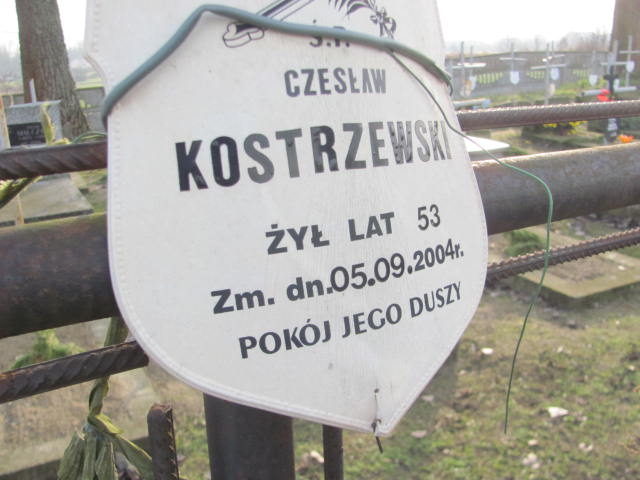 Ś.P.
CZESŁAW
KOSTRZEWSKI
ŻYŁ LAT 53
Zm. dn.05.09.2004r.
POKÓJ JEGO DUSZY